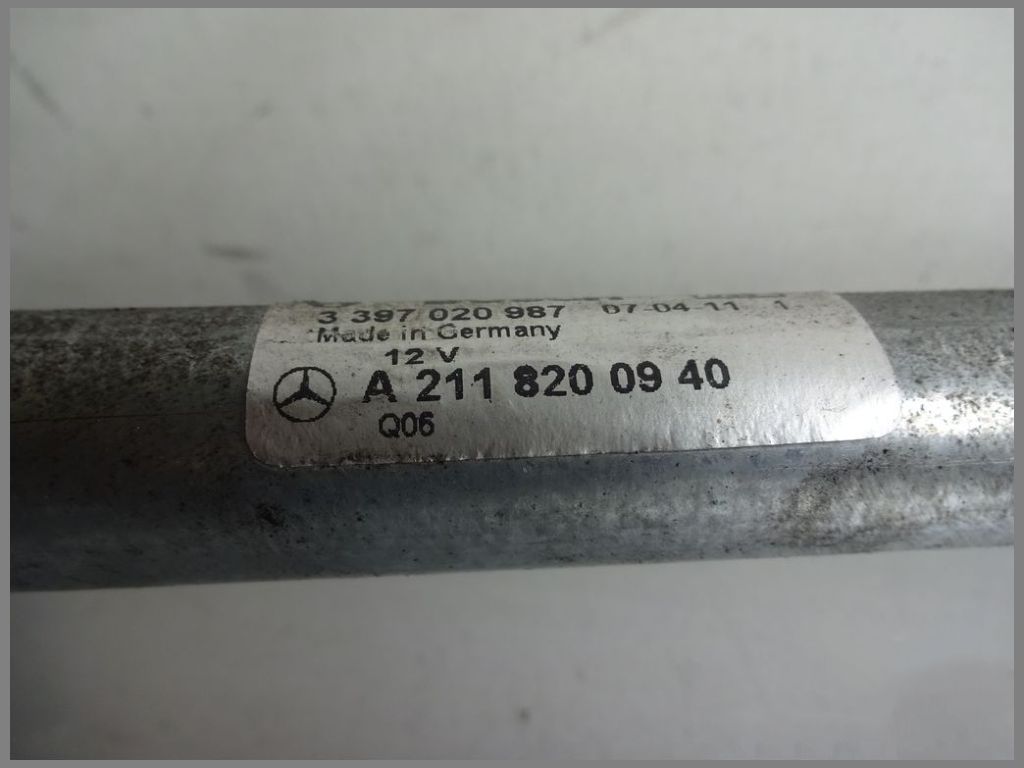 3 397 020 987 07-04-11 1
Made in Germany
12 V
A 211 820 09 40
Q06